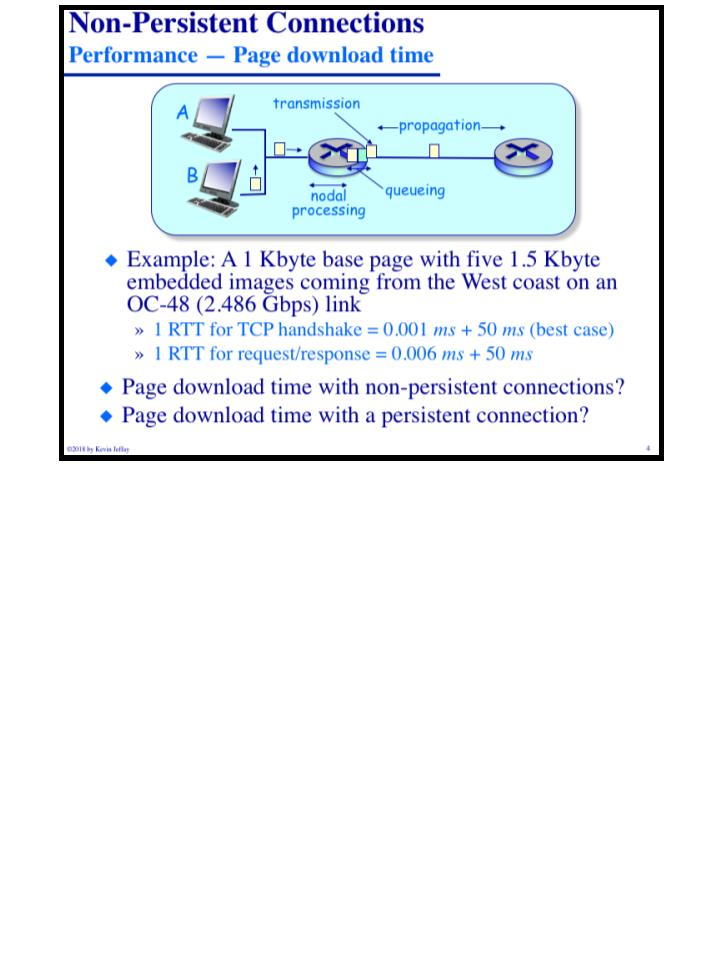 Non-Persistent Connections
Performance — Page download time
transmission
A
propagation
B
queueing
nodal
processing
◆ Example: A 1 Kbyte base page with five 1.5 Kbyte
embedded images coming from the West coast on an
OC-48 (2.486 Gbps) link
» 1 RTT for TCP handshake = 0.001 ms + 50 ms (best case)
» 1 RTT for request/response = 0.006 ms + 50 ms
◆ Page download time with non-persistent connections?
◆ Page download time with a persistent connection?
©2018 by Kevin Jeffay
4